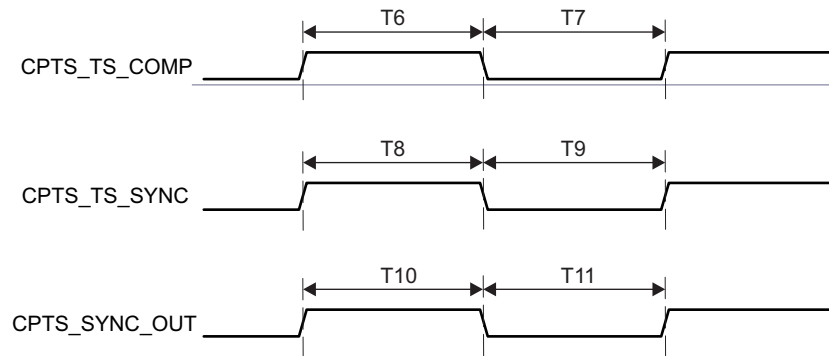 T6 T7
CPTS_TS_COMP
T8 T9
CPTS_TS_SYNC
T10 T11
CPTS_SYNC_OUT